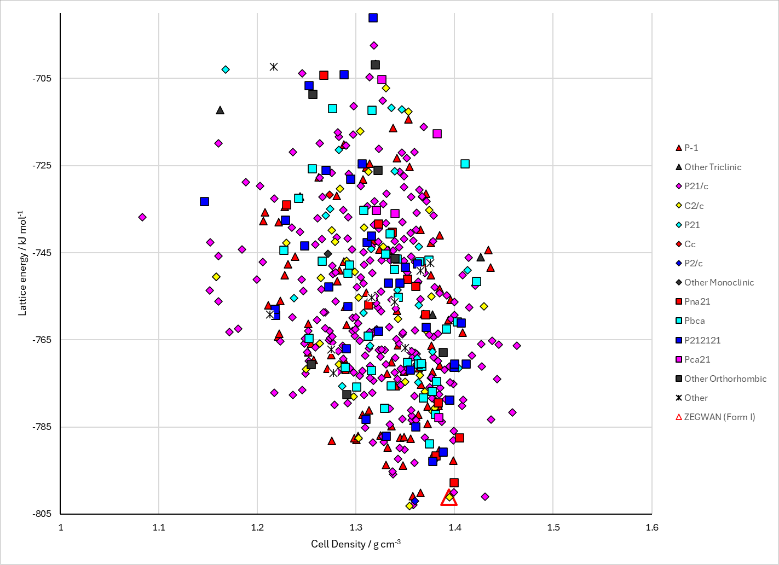 -705
-725
-745
-765
-785
-805
Lattice energy / kJ mol⁻¹
1
1.1
1.2
1.3
1.4
1.5
1.6
Cell Density / g cm⁻³
P-1
Other Triclinic
P21/c
C2/c
P21
Cc
P2/c
Other Monoclinic
Pna21
Pbca
P212121
Pca21
Other Orthorhombic
Other
ZEGWAN (Form I)